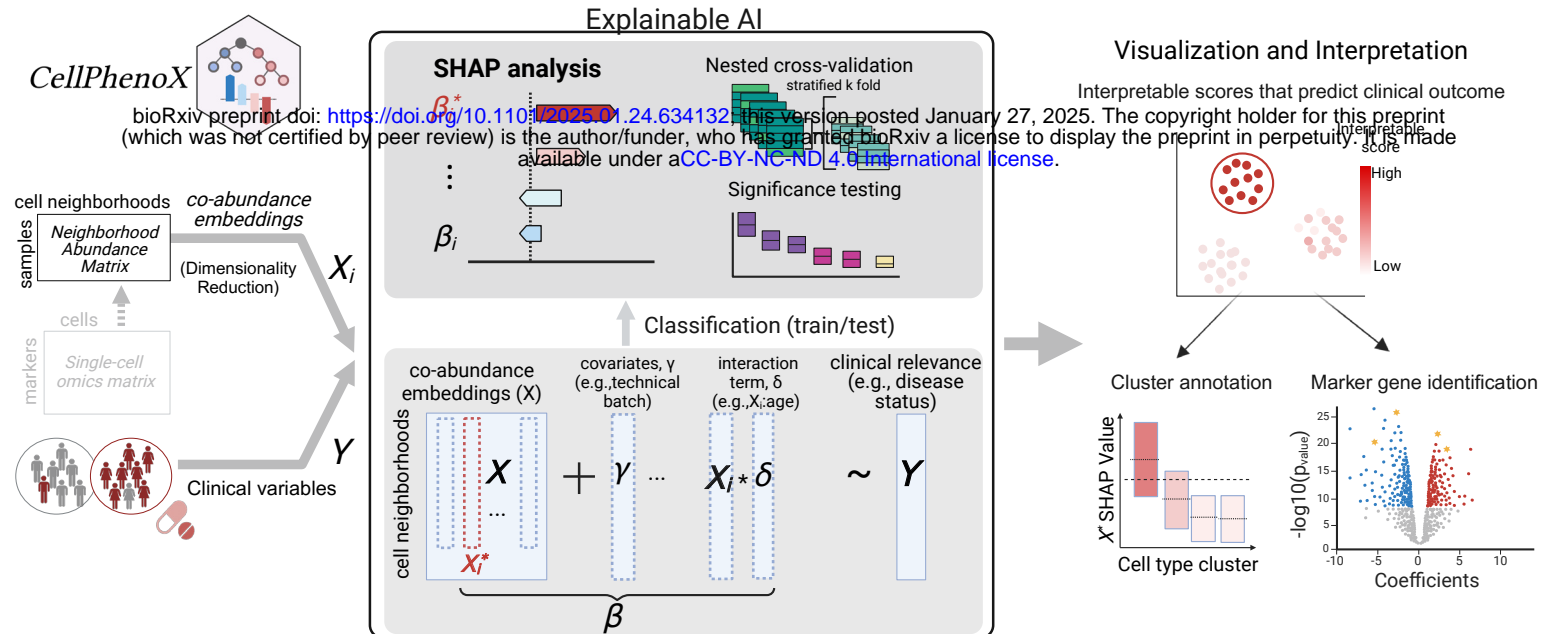 Explainable AI
CellPhenoX
SHAP analysis
βi*
⋮
βi
Nested cross-validation
stratified k fold
Significance testing
bioRxiv preprint doi: https://doi.org/10.1101/2025.01.24.634132; this version posted January 27, 2025. The copyright holder for this preprint
(which was not certified by peer review) is the author/funder, who has granted bioRxiv a license to display the preprint in perpetuity. It is made
available under aCC-BY-NC-ND 4.0 International license.
cell neighborhoods
samples
Neighborhood
Abundance
Matrix
co-abundance
embeddings
(Dimensionality
Reduction)
Xi
cells
markers
Single-cell
omics matrix
Y
Clinical variables
Classification (train/test)
co-abundance
embeddings (X)
covariates, γ
(e.g.,technical
batch)
interaction
term, δ
(e.g.,Xi:age)
clinical relevance
(e.g., disease
status)
cell neighborhoods
X
...
Xi*
+
γ
...
Xi * δ
~
Y
β
Visualization and Interpretation
Interpretable scores that predict clinical outcome
Interpretable
score
High
Low
Cluster annotation
X* SHAP Value
Cell type cluster
Marker gene identification
-log10(pvalue)
25
20
15
10
5
0
-10 -5 0 5 10
Coefficients